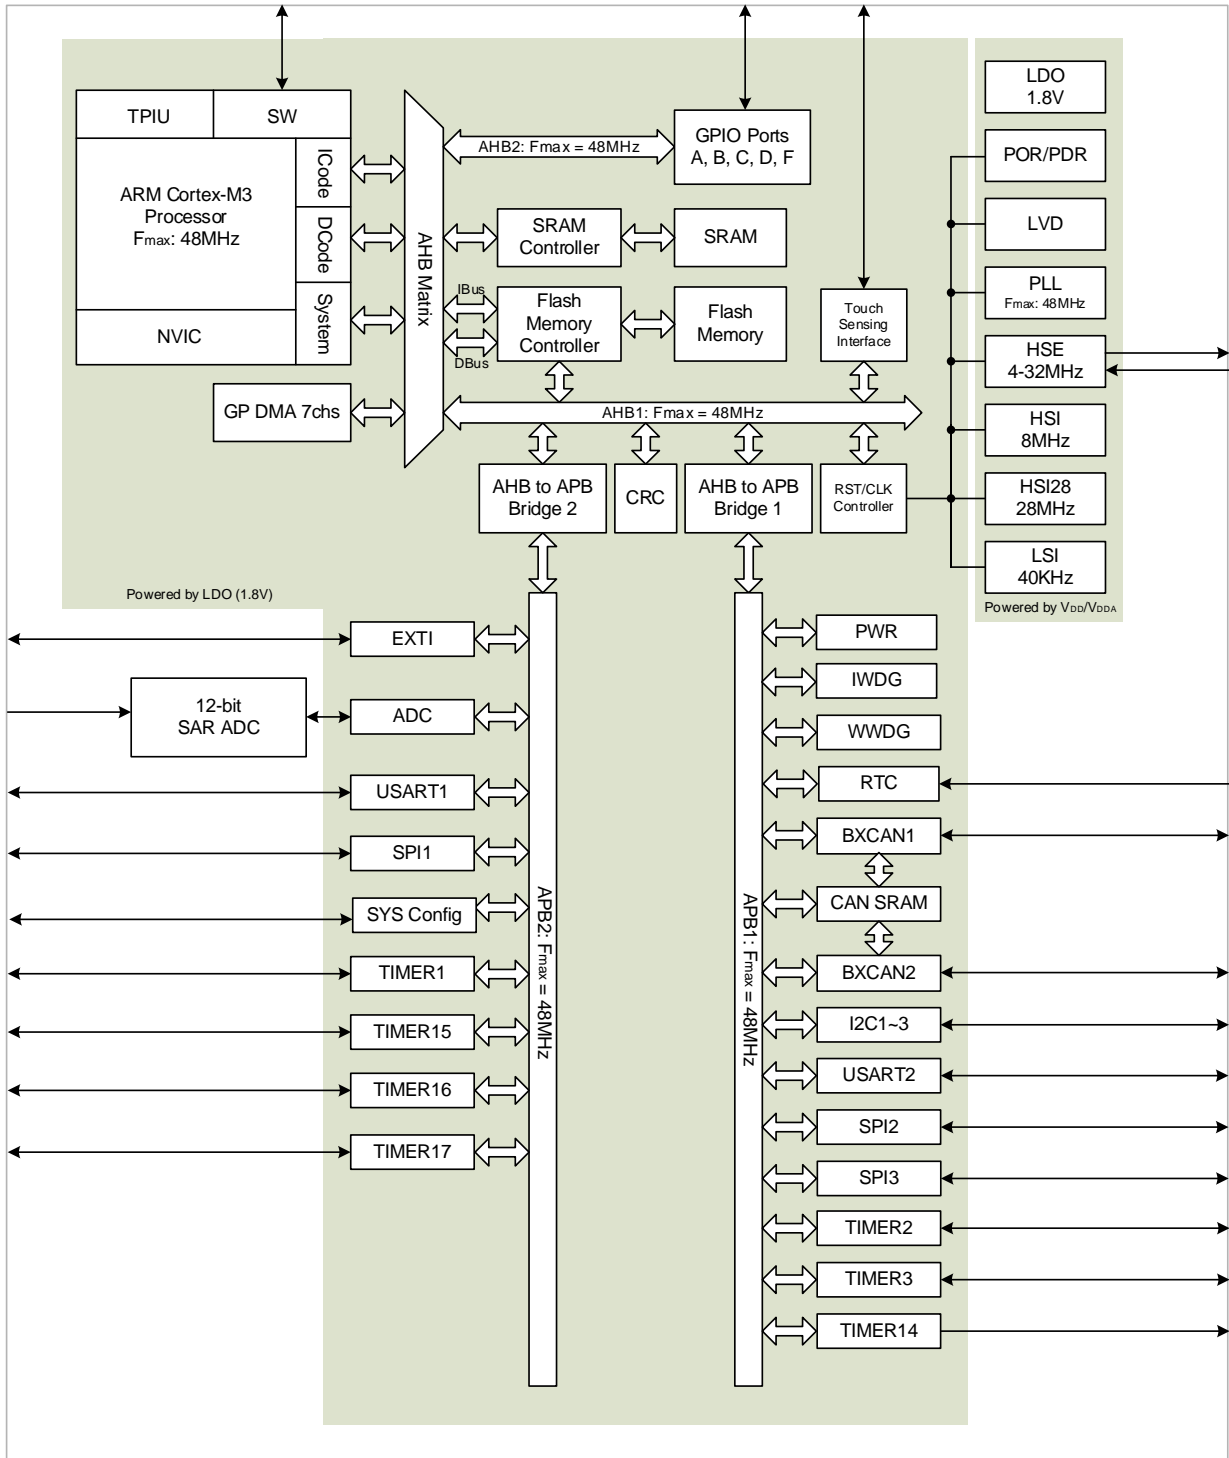 TPIU
SW
ARM Cortex-M3
Processor
Fmax: 48MHz
ICode
DCode
System
NVIC
GP DMA 7chs
AHB Matrix
AHB2: Fmax = 48MHz
GPIO Ports
A, B, C, D, F
SRAM
Controller
SRAM
IBus
DBus
Flash
Memory
Controller
Flash
Memory
Touch
Sensing
Interface
AHB1: Fmax = 48MHz
AHB to APB
Bridge 2
CRC
AHB to APB
Bridge 1
RST/CLK
Controller
LDO
1.8V
POR/PDR
LVD
PLL
Fmax: 48MHz
HSE
4-32MHz
HSI
8MHz
HSI28
28MHz
LSI
40KHz
Powered by LDO (1.8V)
Powered by VDD/VDDA
EXTI
12-bit
SAR ADC
ADC
USART1
SPI1
SYS Config
TIMER1
TIMER15
TIMER16
TIMER17
APB2: Fmax = 48MHz
APB1: Fmax = 48MHz
PWR
IWDG
WWDG
RTC
BXCAN1
CAN SRAM
BXCAN2
I2C1~3
USART2
SPI2
SPI3
TIMER2
TIMER3
TIMER14